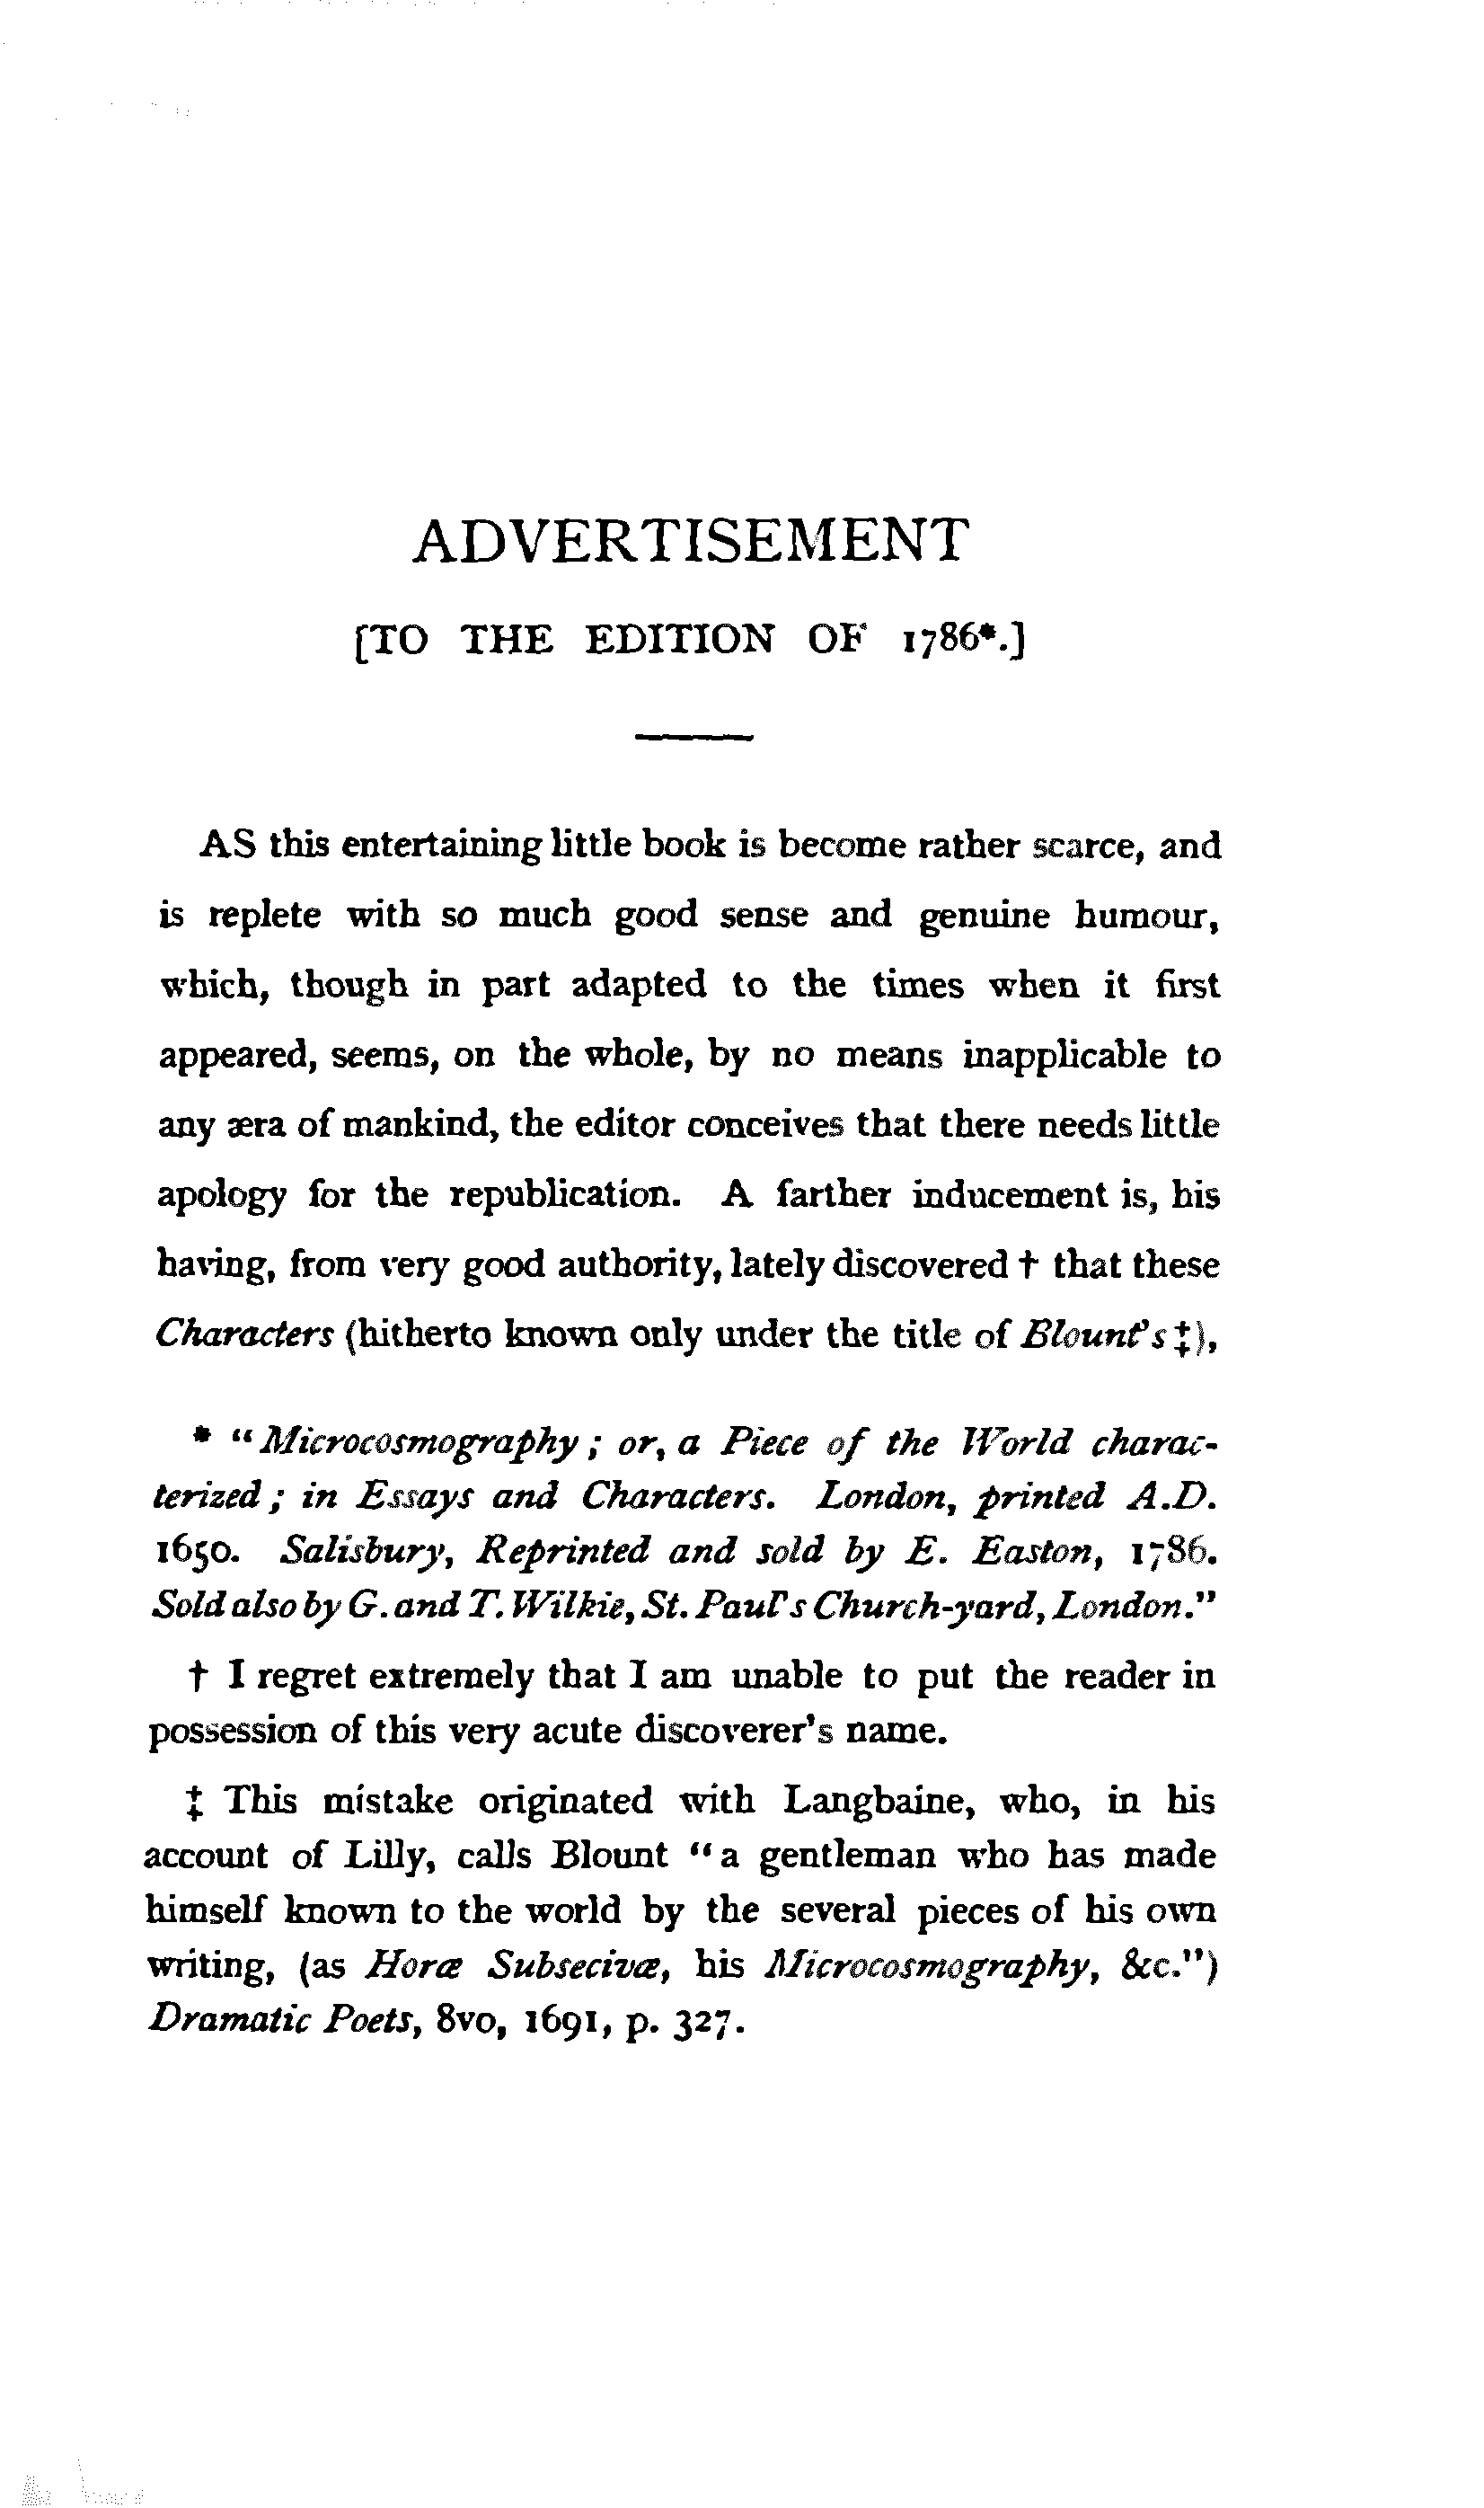 ADVERTISEMENT
[TO THE EDITION OF 1786*.]
AS this entertaining little book is become rather scarce, and
is replete with so much good sense and genuine humour,
which, though in part adapted to the times when it first
appeared, seems, on the whole, by no means inapplicable to
any æra of mankind, the editor conceives that there needs little
apology for the republication. A farther inducement is, his
having, from very good authority, lately discovered † that these
Characters (hitherto known only under the title of Blount's ‡),
* "Microcosmography; or, a Piece of the World charac-
terized; in Essays and Characters. London, printed A.D.
1650. Salisbury, Reprinted and sold by E. Easton, 1786.
Sold also by G. and T. Wilkie, St. Paul's Church-yard, London."
† I regret extremely that I am unable to put the reader in
possession of this very acute discoverer's name.
‡ This mistake originated with Langbaine, who, in his
account of Lilly, calls Blount "a gentleman who has made
himself known to the world by the several pieces of his own
writing, (as Horæ Subsecivæ, his Microcosmography, &c.")
Dramatic Poets, 8vo, 1691, p. 327.